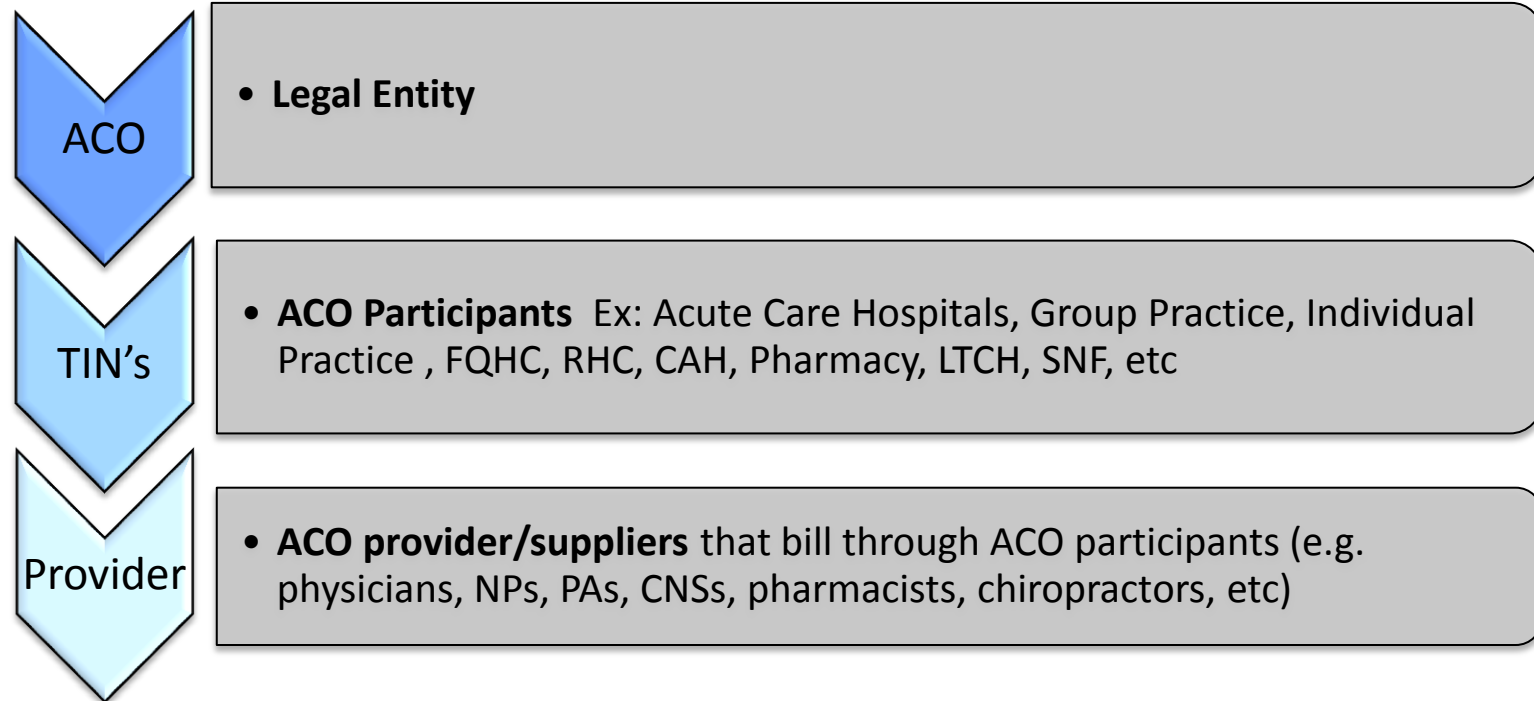 ACO
• Legal Entity
TIN's
• ACO Participants  Ex: Acute Care Hospitals, Group Practice, Individual
Practice , FQHC, RHC, CAH, Pharmacy, LTCH, SNF, etc
Provider
• ACO provider/suppliers that bill through ACO participants (e.g.
physicians, NPs, PAs, CNSs, pharmacists, chiropractors, etc)